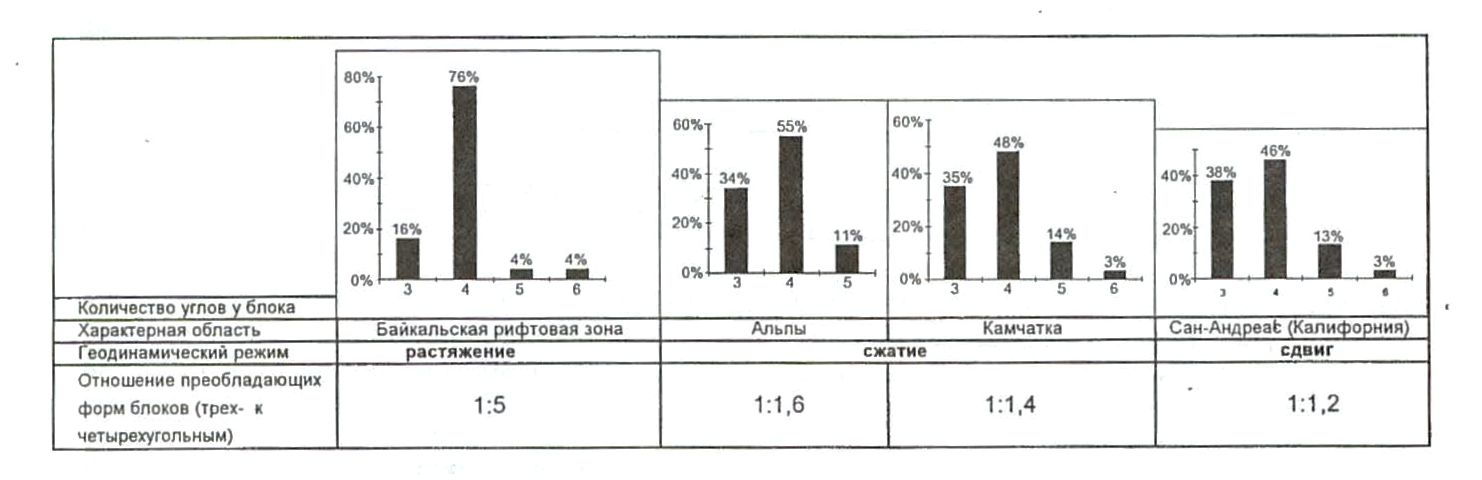 80%
60%
40%
20%
0%
16%
76%
4%
4%
3 4 5 6
60%
40%
20%
0%
34%
55%
11%
3 4 5
60%
40%
20%
0%
35%
48%
14%
3%
3 4 5 6
40%
20%
0%
38%
46%
13%
3%
3 4 5 6
Количество углов у блока
Характерная область Байкальская рифтовая зона Альпы Камчатка Сан-Андреас (Калифорния)
Геодинамический режим растяжение сжатие сдвиг
Отношение преобладающих
форм блоков (трех- к
четырехугольным)
1:5 1:1,6 1:1,4 1:1,2